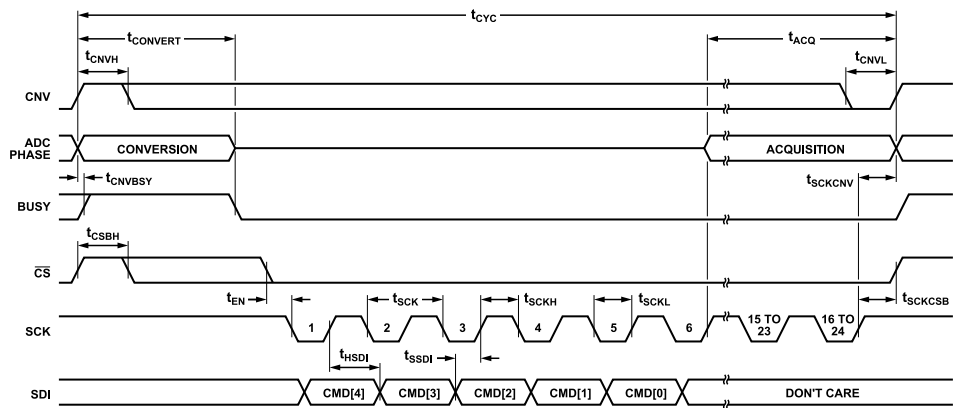 tCYC
tCONVERT
tACQ
tCNVH
tCNVL
CNV
ADC
PHASE
CONVERSION
ACQUISITION
tCNVBSY
tSCKCNV
BUSY
tCSBH
CS
tEN
tSCK
tSCKH
tSCKL
tSCKCSB
SCK
1
2
3
4
5
6
15 TO
23
16 TO
24
tHSDI
tSSDI
SDI
CMD[4]
CMD[3]
CMD[2]
CMD[1]
CMD[0]
DON'T CARE